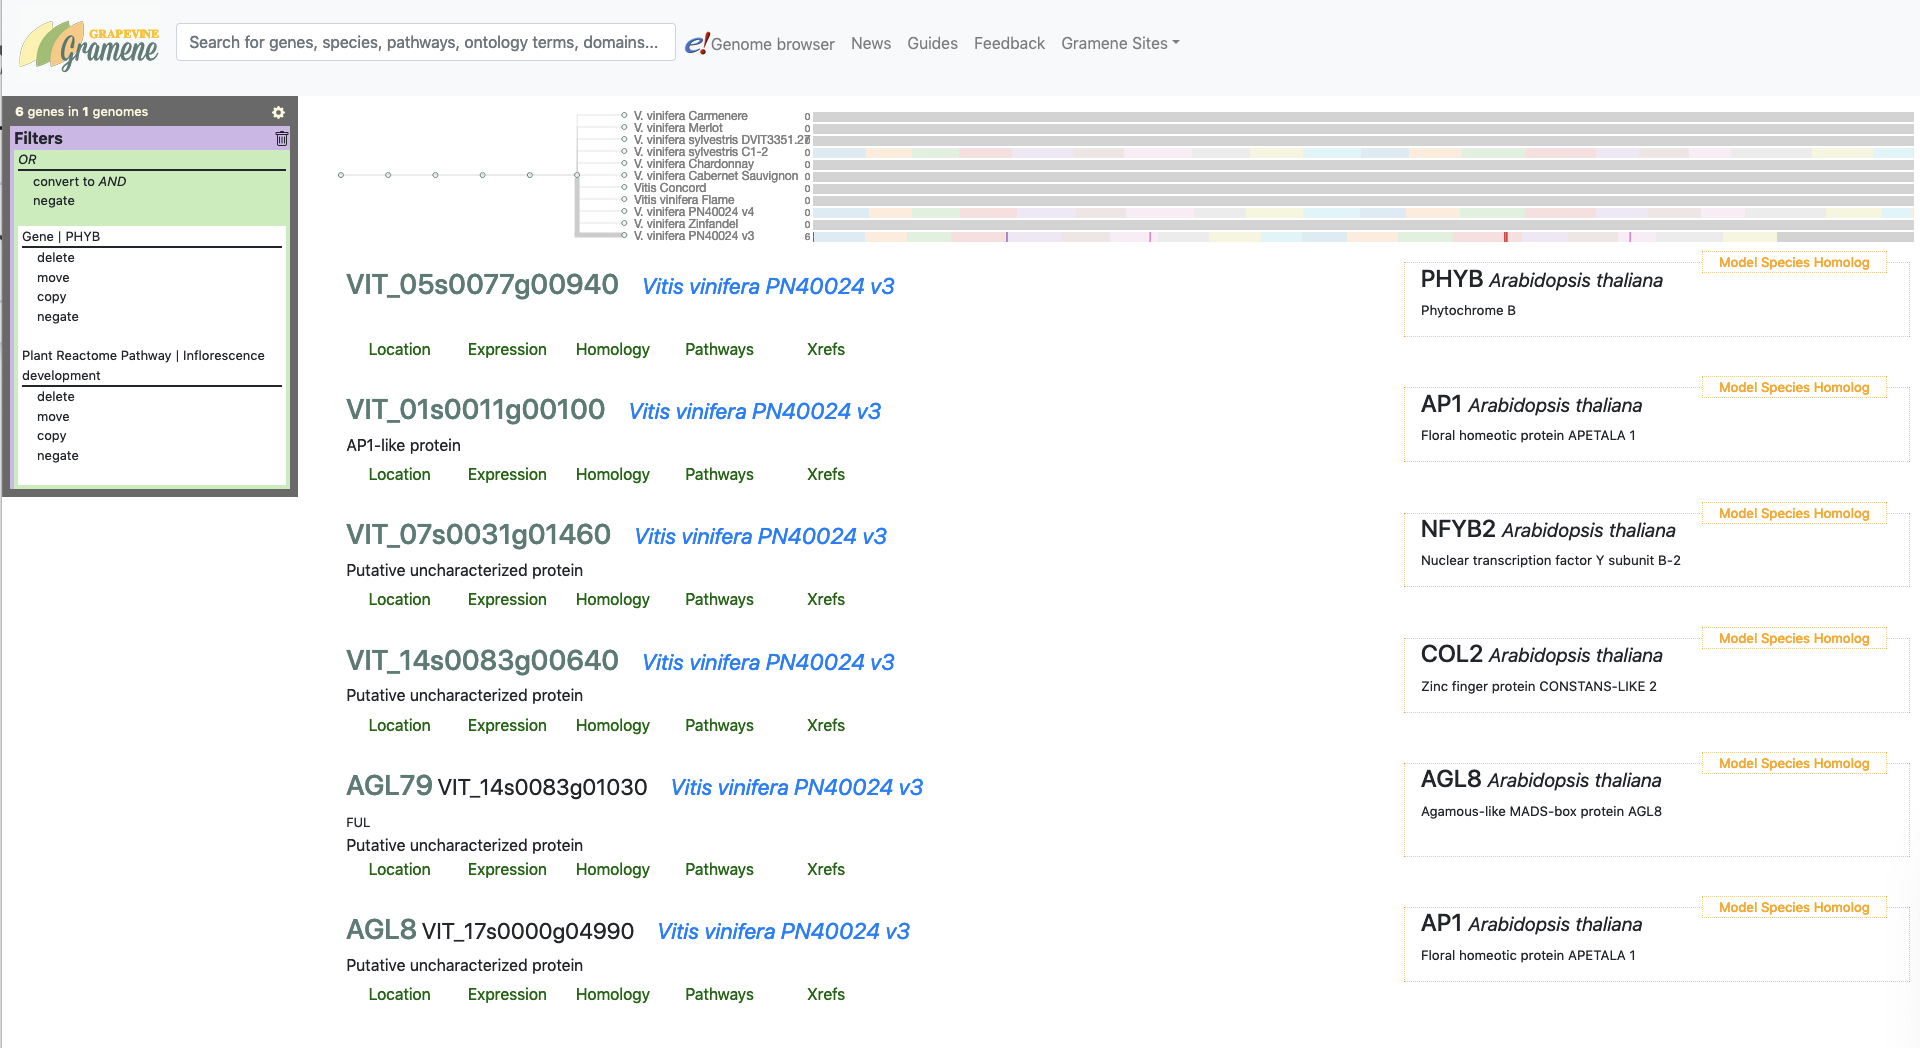 GRAPEVINE
Gramene
Search for genes, species, pathways, ontology terms, domains...
e! Genome browser
News
Guides
Feedback
Gramene Sites
6 genes in 1 genomes
Filters
OR
convert to AND
negate
Gene | PHYB
delete
move
copy
negate
Plant Reactome Pathway | Inflorescence
development
delete
move
copy
negate
V. vinifera Carmenere 0
V. vinifera Merlot 0
V. vinifera sylvestris DVIT3351.27 0
V. vinifera sylvestris C1-2 0
V. vinifera Chardonnay 0
V. vinifera Cabernet Sauvignon 0
Vitis Concord 0
Vitis vinifera Flame 0
V. vinifera PN40024 v4 0
V. vinifera Zinfandel 0
V. vinifera PN40024 v3 6
VIT_05s0077g00940 Vitis vinifera PN40024 v3
Location Expression Homology Pathways Xrefs
Model Species Homolog
PHYB Arabidopsis thaliana
Phytochrome B
VIT_01s0011g00100 Vitis vinifera PN40024 v3
AP1-like protein
Location Expression Homology Pathways Xrefs
Model Species Homolog
AP1 Arabidopsis thaliana
Floral homeotic protein APETALA 1
VIT_07s0031g01460 Vitis vinifera PN40024 v3
Putative uncharacterized protein
Location Expression Homology Pathways Xrefs
Model Species Homolog
NFYB2 Arabidopsis thaliana
Nuclear transcription factor Y subunit B-2
VIT_14s0083g00640 Vitis vinifera PN40024 v3
Putative uncharacterized protein
Location Expression Homology Pathways Xrefs
Model Species Homolog
COL2 Arabidopsis thaliana
Zinc finger protein CONSTANS-LIKE 2
AGL79 VIT_14s0083g01030 Vitis vinifera PN40024 v3
FUL
Putative uncharacterized protein
Location Expression Homology Pathways Xrefs
Model Species Homolog
AGL8 Arabidopsis thaliana
Agamous-like MADS-box protein AGL8
AGL8 VIT_17s0000g04990 Vitis vinifera PN40024 v3
Putative uncharacterized protein
Location Expression Homology Pathways Xrefs
Model Species Homolog
AP1 Arabidopsis thaliana
Floral homeotic protein APETALA 1